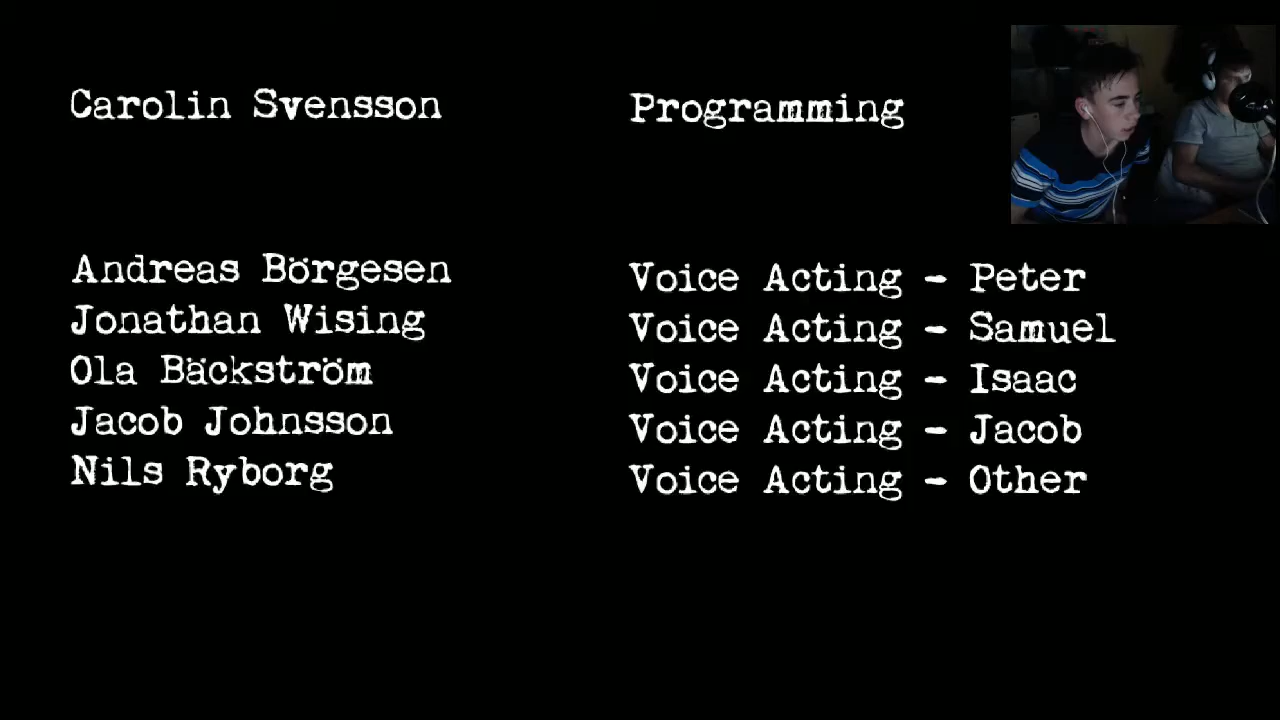 Carolin Svensson Programming
Andreas Börgesen Voice Acting - Peter
Jonathan Wising Voice Acting - Samuel
Ola Bäckström Voice Acting - Isaac
Jacob Johnsson Voice Acting - Jacob
Nils Ryborg Voice Acting - Other